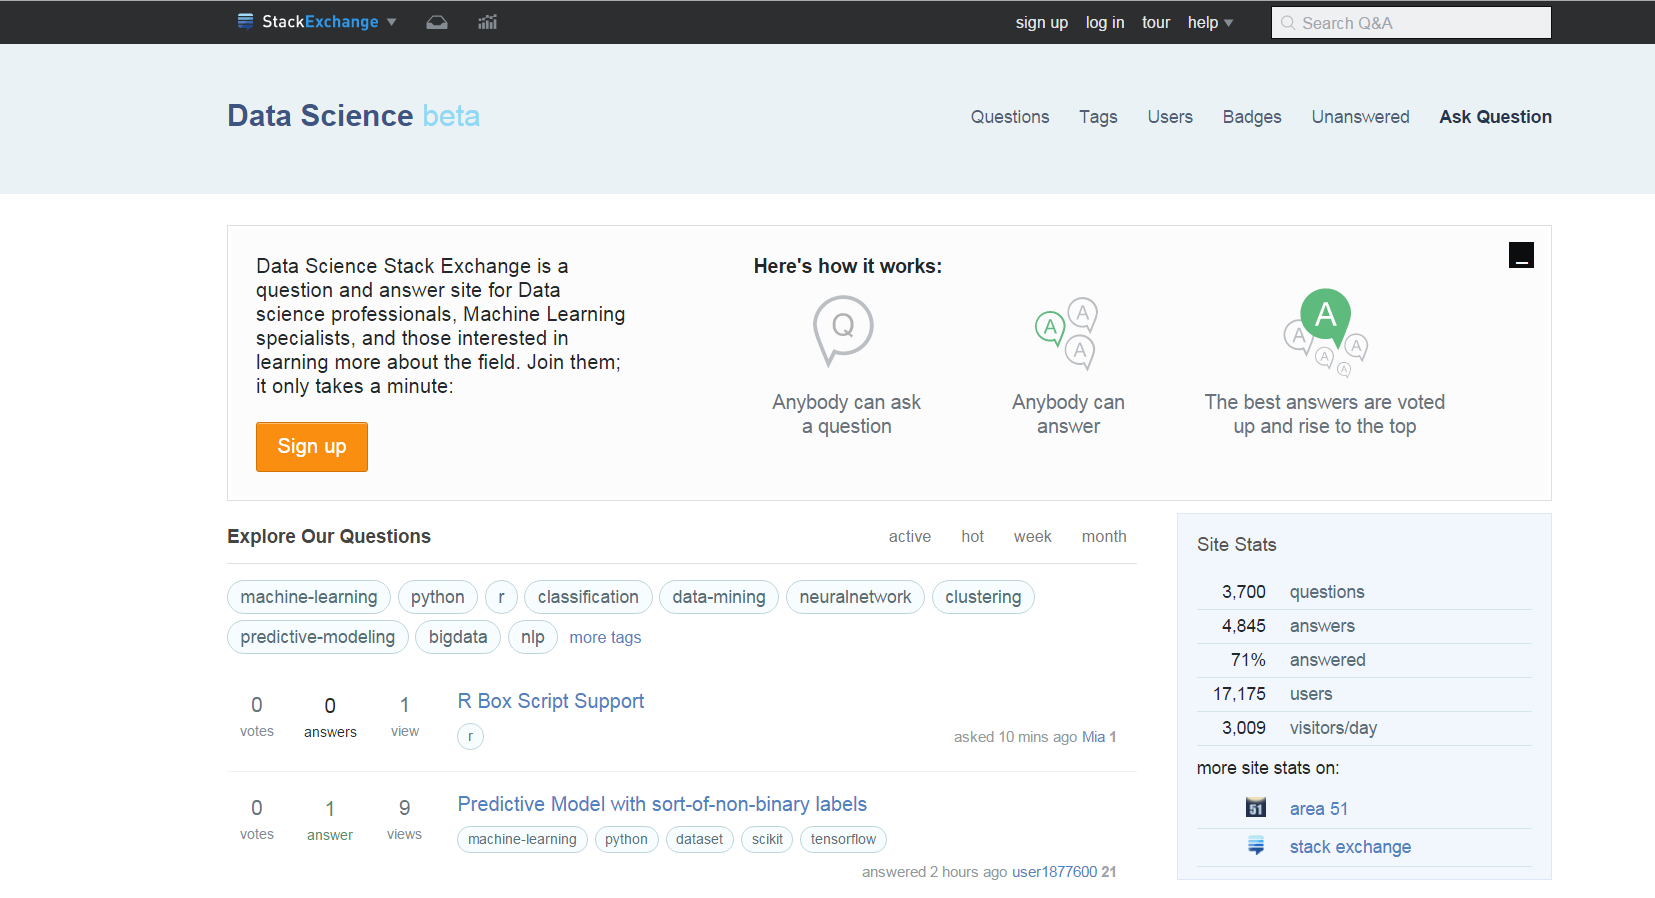 StackExchange
sign up log in tour help
Search Q&A
Data Science beta
Questions Tags Users Badges Unanswered Ask Question
Data Science Stack Exchange is a
question and answer site for Data
science professionals, Machine Learning
specialists, and those interested in
learning more about the field. Join them;
it only takes a minute:
Sign up
Here's how it works:
_
Q
Anybody can ask
a question
A
A
A
Anybody can
answer
A
A
A
A
A
The best answers are voted
up and rise to the top
Explore Our Questions
active hot week month
machine-learning python r classification data-mining neuralnetwork clustering
predictive-modeling bigdata nlp more tags
0 0 1
votes answers view
R Box Script Support
r
asked 10 mins ago Mia 1
0 1 9
votes answer views
Predictive Model with sort-of-non-binary labels
machine-learning python dataset scikit tensorflow
answered 2 hours ago user1877600 21
Site Stats
3,700 questions
4,845 answers
71% answered
17,175 users
3,009 visitors/day
more site stats on:
51 area 51
stack exchange